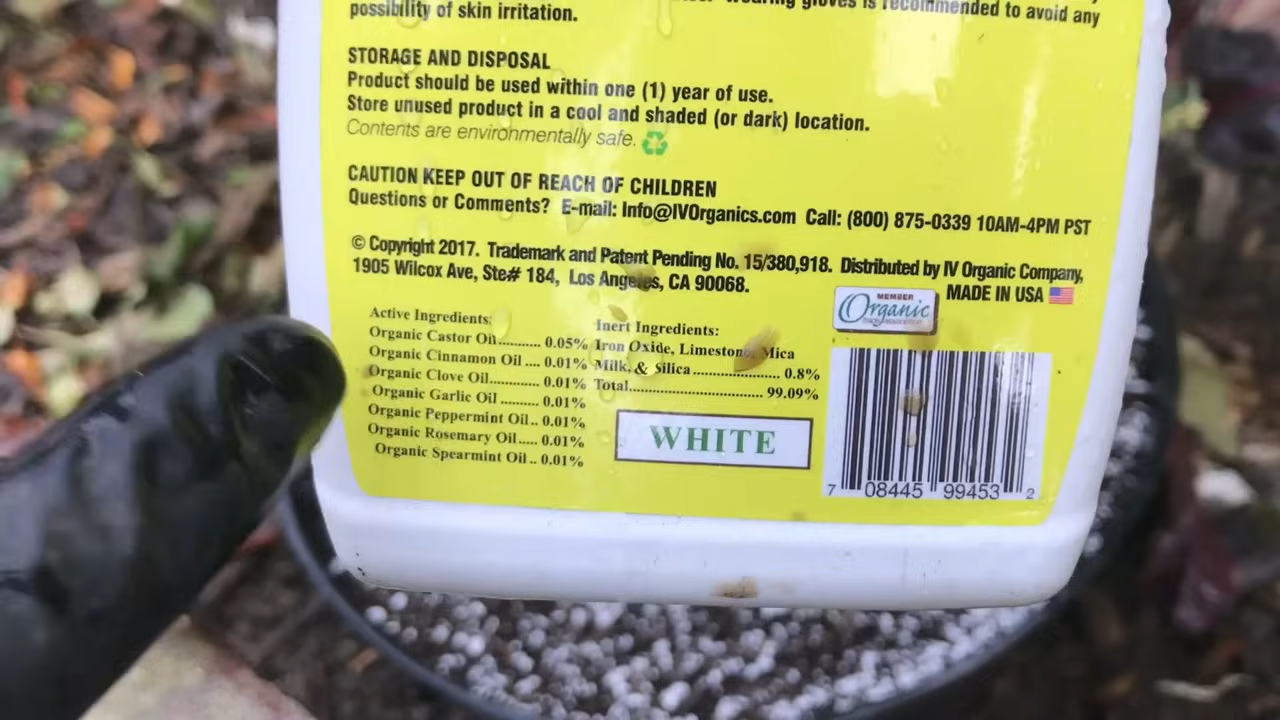 wearing gloves is recommended to avoid any
possibility of skin irritation.
STORAGE AND DISPOSAL
Product should be used within one (1) year of use.
Store unused product in a cool and shaded (or dark) location.
Contents are environmentally safe.
CAUTION KEEP OUT OF REACH OF CHILDREN
Questions or Comments? E-mail: Info@IVOrganics.com Call: (800) 875-0339 10AM-4PM PST
© Copyright 2017. Trademark and Patent Pending No. 15/380,918. Distributed by IV Organic Company,
1905 Wilcox Ave, Ste# 184, Los Angeles, CA 90068.
MADE IN USA
MEMBER
Organic
Active Ingredients:
Organic Castor Oil.......... 0.05%
Organic Cinnamon Oil .... 0.01%
Organic Clove Oil............ 0.01%
Organic Garlic Oil .......... 0.01%
Organic Peppermint Oil.. 0.01%
Organic Rosemary Oil..... 0.01%
Organic Spearmint Oil .. 0.01%
Inert Ingredients:
Iron Oxide, Limestone, Mica
Milk, & Silica...................... 0.8%
Total................................. 99.09%
WHITE
7 08445 99453 2